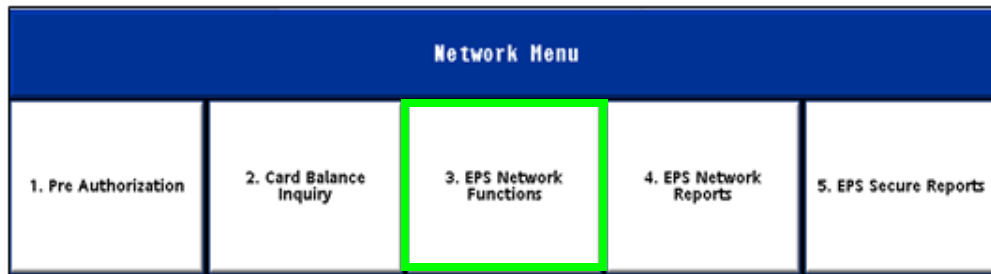 Network Menu
1. Pre Authorization
2. Card Balance
Inquiry
3. EPS Network
Functions
4. EPS Network
Reports
5. EPS Secure Reports